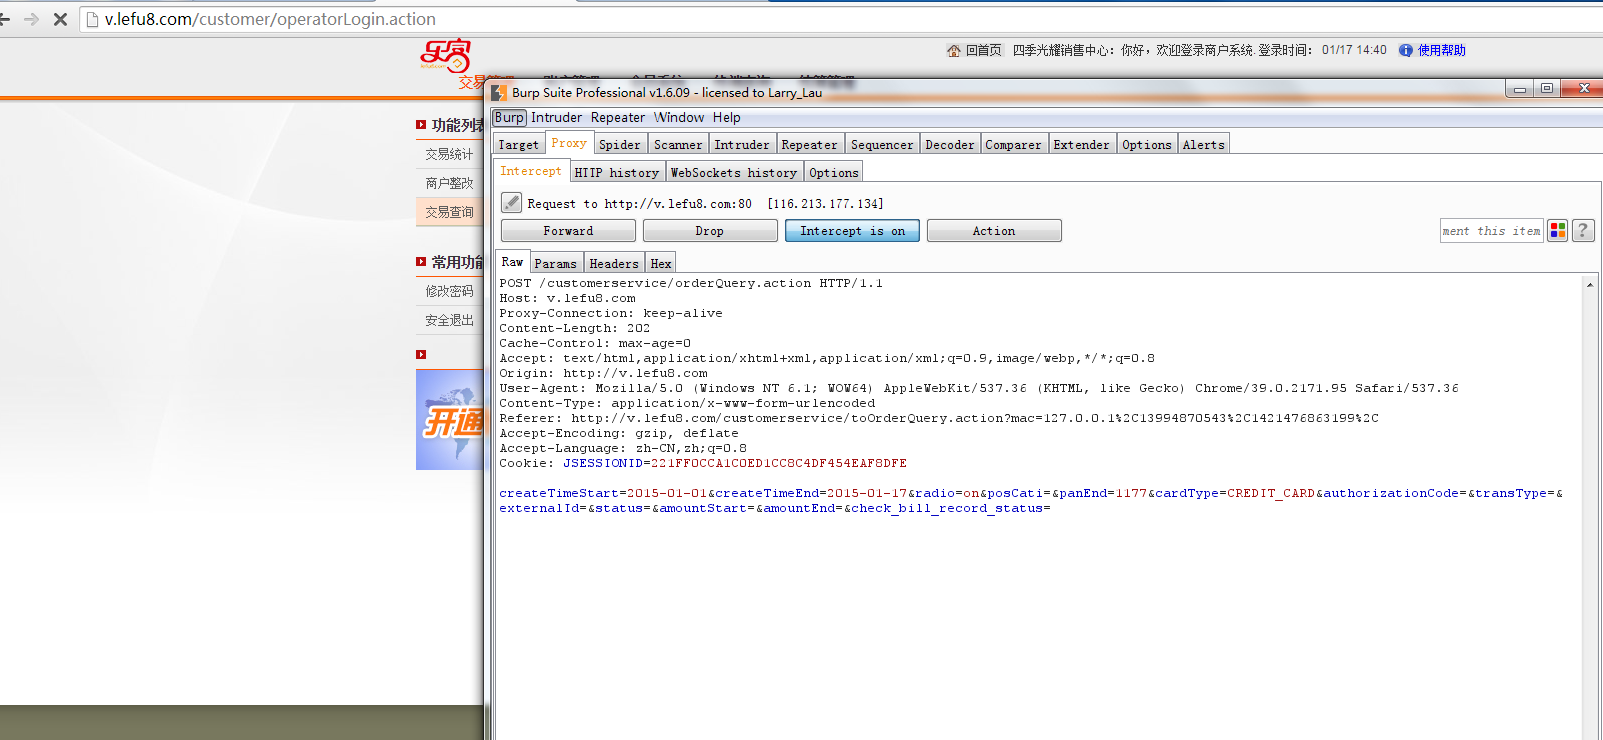 v.lefu8.com/customer/operatorLogin.action
乐富
回首页 四季光耀销售中心：你好，欢迎登录商户系统. 登录时间： 01/17 14:40 使用帮助
交易管理
Burp Suite Professional v1.6.09 - licensed to Larry_Lau
Burp Intruder Repeater Window Help
Target Proxy Spider Scanner Intruder Repeater Sequencer Decoder Comparer Extender Options Alerts
Intercept HTTP history WebSockets history Options
Request to http://v.lefu8.com:80 [116.213.177.134]
Forward Drop Intercept is on Action ment this item ?
Raw Params Headers Hex
功能列表
交易统计
商户整改
交易查询
常用功能
修改密码
安全退出
开通
POST /customerservice/orderQuery.action HTTP/1.1
Host: v.lefu8.com
Proxy-Connection: keep-alive
Content-Length: 202
Cache-Control: max-age=0
Accept: text/html,application/xhtml+xml,application/xml;q=0.9,image/webp,*/*;q=0.8
Origin: http://v.lefu8.com
User-Agent: Mozilla/5.0 (Windows NT 6.1; WOW64) AppleWebKit/537.36 (KHTML, like Gecko) Chrome/39.0.2171.95 Safari/537.36
Content-Type: application/x-www-form-urlencoded
Referer: http://v.lefu8.com/customerservice/toOrderQuery.action?mac=127.0.0.1%2C13994870543%2C1421476863199%2C
Accept-Encoding: gzip, deflate
Accept-Language: zh-CN,zh;q=0.8
Cookie: JSESSIONID=221FF0CCA1C0ED1CC8C4DF454EAF8DFE
createTimeStart=2015-01-01&createTimeEnd=2015-01-17&radio=on&posCati=&panEnd=1177&cardType=CREDIT_CARD&authorizationCode=&transType=&
externalId=&status=&amountStart=&amountEnd=&check_bill_record_status=